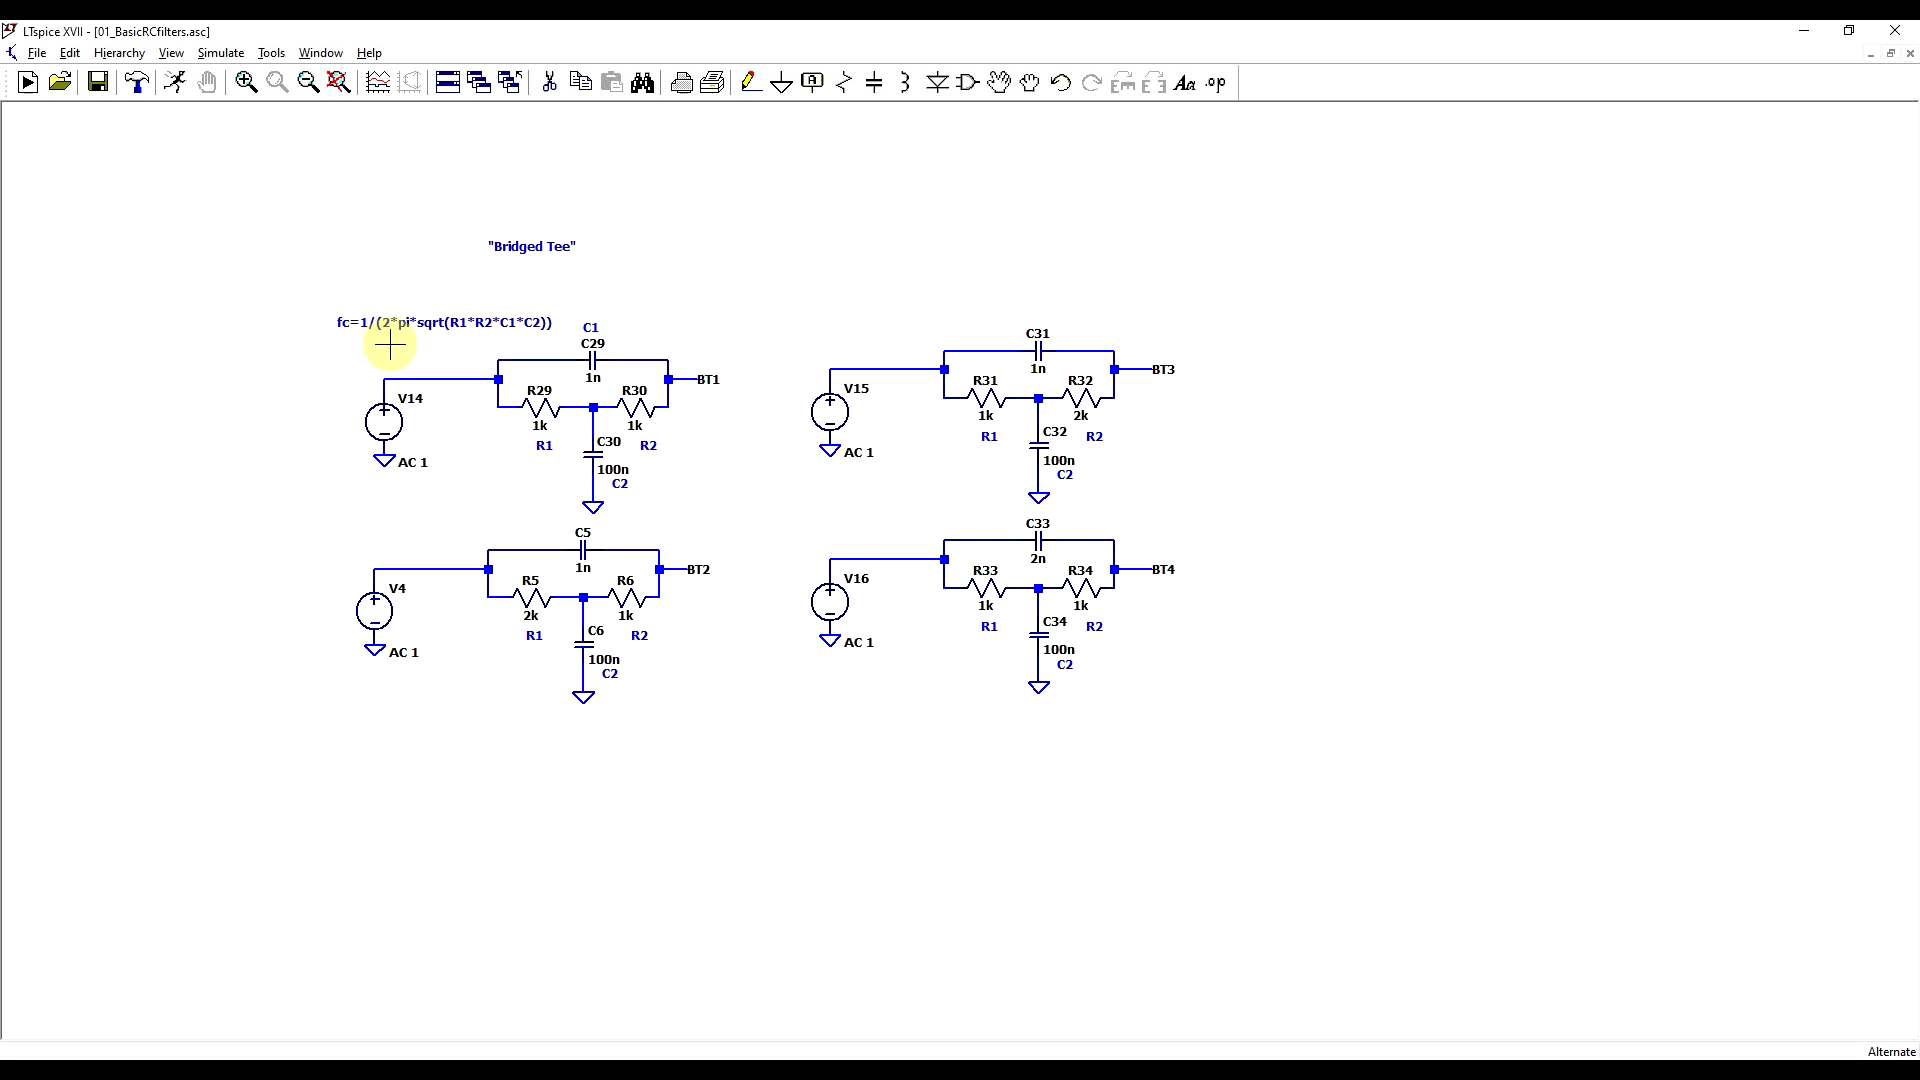 LTspice XVII - [01_BasicRCfilters.asc]
File Edit Hierarchy View Simulate Tools Window Help
"Bridged Tee"
fc=1/(2*pi*sqrt(R1*R2*C1*C2))
C1
C29
1n
BT1
V14
R29
R30
1k
1k
R1
C30
R2
AC 1
100n
C2
C31
1n
BT3
V15
R31
R32
1k
2k
R1
C32
R2
AC 1
100n
C2
C5
1n
BT2
V4
R5
R6
2k
1k
R1
C6
R2
AC 1
100n
C2
C33
2n
BT4
V16
R33
R34
1k
1k
R1
C34
R2
AC 1
100n
C2
Alternate